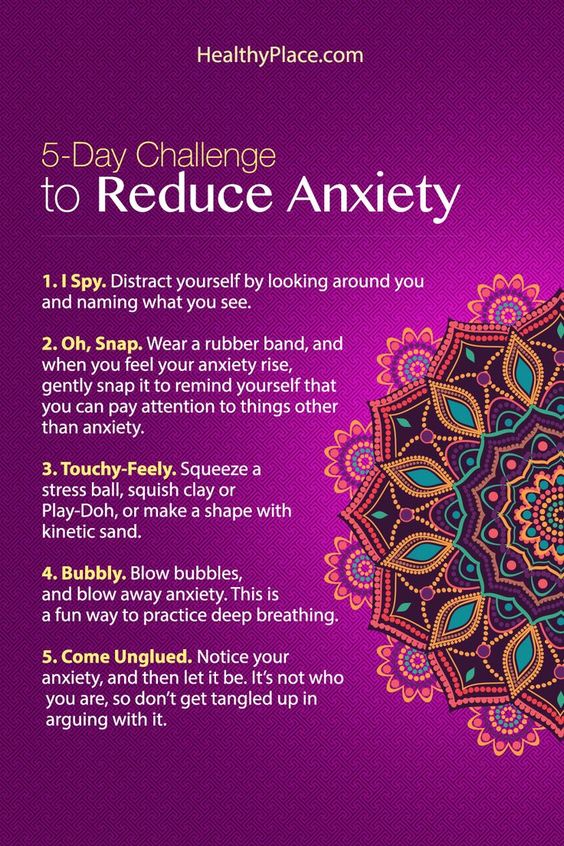 HealthyPlace.com
5-Day Challenge
to Reduce Anxiety
1. I Spy. Distract yourself by looking around you
and naming what you see.
2. Oh, Snap. Wear a rubber band, and
when you feel your anxiety rise,
gently snap it to remind yourself that
you can pay attention to things other
than anxiety.
3. Touchy-Feely. Squeeze a
stress ball, squish clay or
Play-Doh, or make a shape with
kinetic sand.
4. Bubbly. Blow bubbles,
and blow away anxiety. This is
a fun way to practice deep breathing.
5. Come Unglued. Notice your
anxiety, and then let it be. It's not who
you are, so don't get tangled up in
arguing with it.